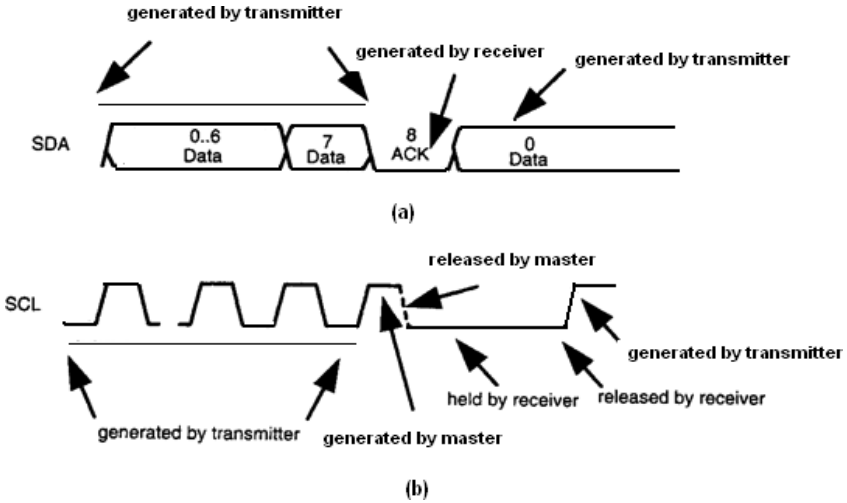 generated by transmitter
generated by receiver
generated by transmitter
SDA
0..6
Data
7
Data
8
ACK
0
Data
(a)
released by master
SCL
generated by transmitter
held by receiver
released by receiver
generated by transmitter
generated by master
(b)